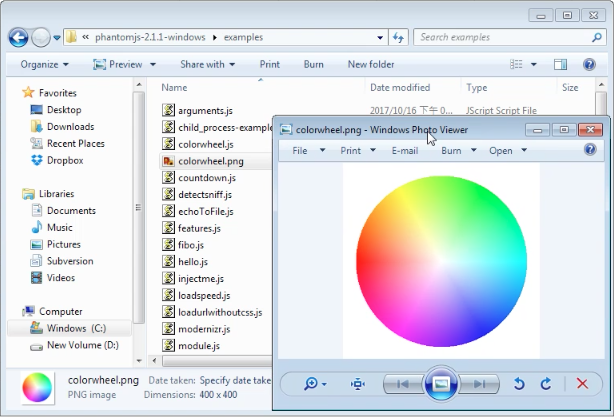 « phantomjs-2.1.1-windows ▸ examples
Search examples
Organize Preview Share with Print Burn New folder
Favorites
Desktop
Downloads
Recent Places
Dropbox
Libraries
Documents
Music
Pictures
Subversion
Videos
Computer
Windows (C:)
New Volume (D:)
Name Date modified Type Size
arguments.js 2017/10/16 下午 0... JScript Script File
child_process-example
colorwheel.js
colorwheel.png
countdown.js
detectsniff.js
echoToFile.js
features.js
fibo.js
hello.js
injectme.js
loadspeed.js
loadurlwithoutcss.js
modernizr.js
module.js
colorwheel.png - Windows Photo Viewer
File Print E-mail Burn Open
colorwheel.png Date taken: Specify date take
PNG image Dimensions: 400 x 400